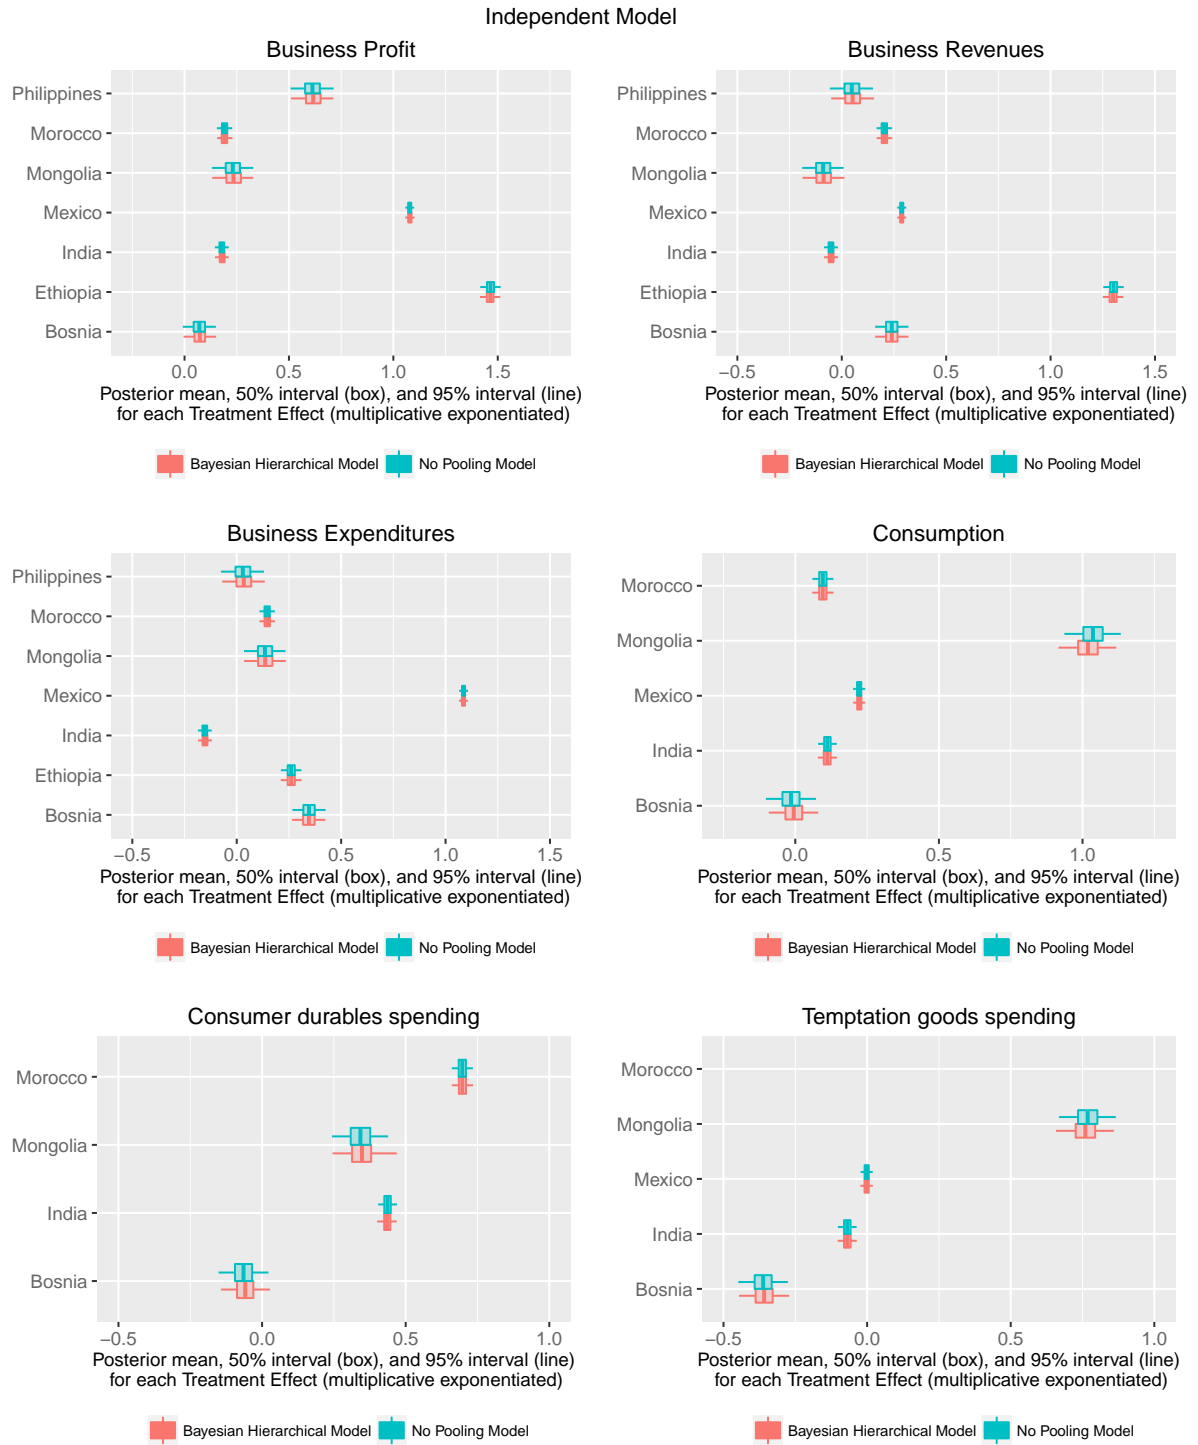 Independent Model
Business Profit
Philippines
Morocco
Mongolia
Mexico
India
Ethiopia
Bosnia
0.0 0.5 1.0 1.5
Posterior mean, 50% interval (box), and 95% interval (line)
for each Treatment Effect (multiplicative exponentiated)
Bayesian Hierarchical Model No Pooling Model
Business Revenues
Philippines
Morocco
Mongolia
Mexico
India
Ethiopia
Bosnia
−0.5 0.0 0.5 1.0 1.5
Posterior mean, 50% interval (box), and 95% interval (line)
for each Treatment Effect (multiplicative exponentiated)
Bayesian Hierarchical Model No Pooling Model
Business Expenditures
Philippines
Morocco
Mongolia
Mexico
India
Ethiopia
Bosnia
−0.5 0.0 0.5 1.0 1.5
Posterior mean, 50% interval (box), and 95% interval (line)
for each Treatment Effect (multiplicative exponentiated)
Bayesian Hierarchical Model No Pooling Model
Consumption
Morocco
Mongolia
Mexico
India
Bosnia
0.0 0.5 1.0
Posterior mean, 50% interval (box), and 95% interval (line)
for each Treatment Effect (multiplicative exponentiated)
Bayesian Hierarchical Model No Pooling Model
Consumer durables spending
Morocco
Mongolia
India
Bosnia
−0.5 0.0 0.5 1.0
Posterior mean, 50% interval (box), and 95% interval (line)
for each Treatment Effect (multiplicative exponentiated)
Bayesian Hierarchical Model No Pooling Model
Temptation goods spending
Morocco
Mongolia
Mexico
India
Bosnia
−0.5 0.0 0.5 1.0
Posterior mean, 50% interval (box), and 95% interval (line)
for each Treatment Effect (multiplicative exponentiated)
Bayesian Hierarchical Model No Pooling Model